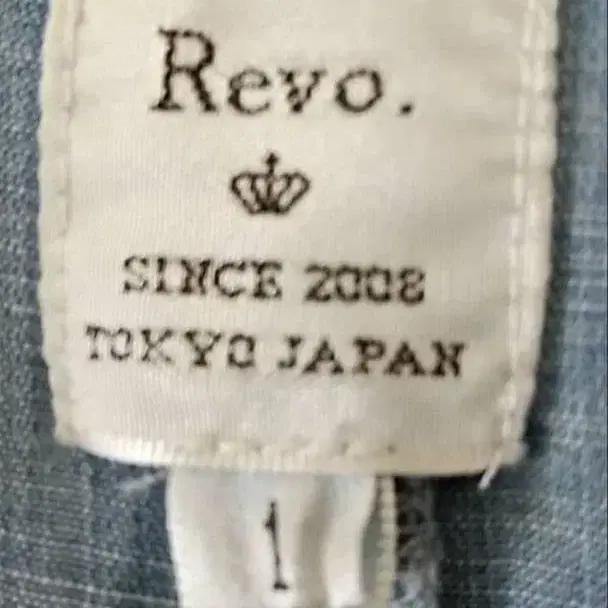 Revo.
SINCE 2008
TOKYO JAPAN
1